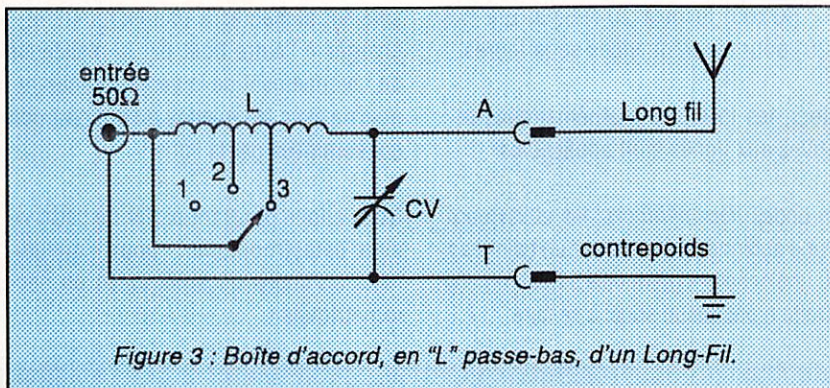 entrée
50Ω
L
A
Long fil
1
2
3
CV
T
contrepoids
Figure 3 : Boîte d'accord, en "L" passe-bas, d'un Long-Fil.